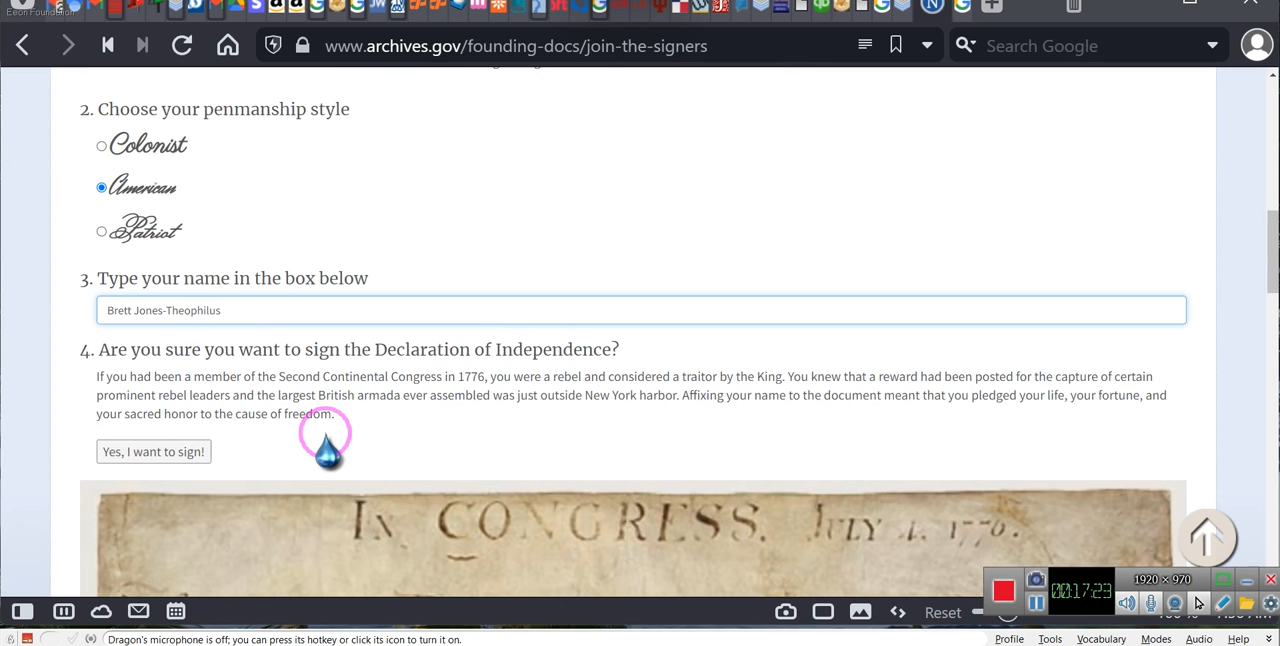 Eeon Foundation
www.archives.gov/founding-docs/join-the-signers
Search Google
2. Choose your penmanship style
Colonist
American
Patriot
3. Type your name in the box below
Brett Jones-Theophilus
4. Are you sure you want to sign the Declaration of Independence?
If you had been a member of the Second Continental Congress in 1776, you were a rebel and considered a traitor by the King. You knew that a reward had been posted for the capture of certain
prominent rebel leaders and the largest British armada ever assembled was just outside New York harbor. Affixing your name to the document meant that you pledged your life, your fortune, and
your sacred honor to the cause of freedom.
Yes, I want to sign!
IN CONGRESS. JULY 4, 1776.
1920 × 970
00:17:23
Reset
Dragon's microphone is off; you can press its hotkey or click its icon to turn it on.
Profile Tools Vocabulary Modes Audio Help